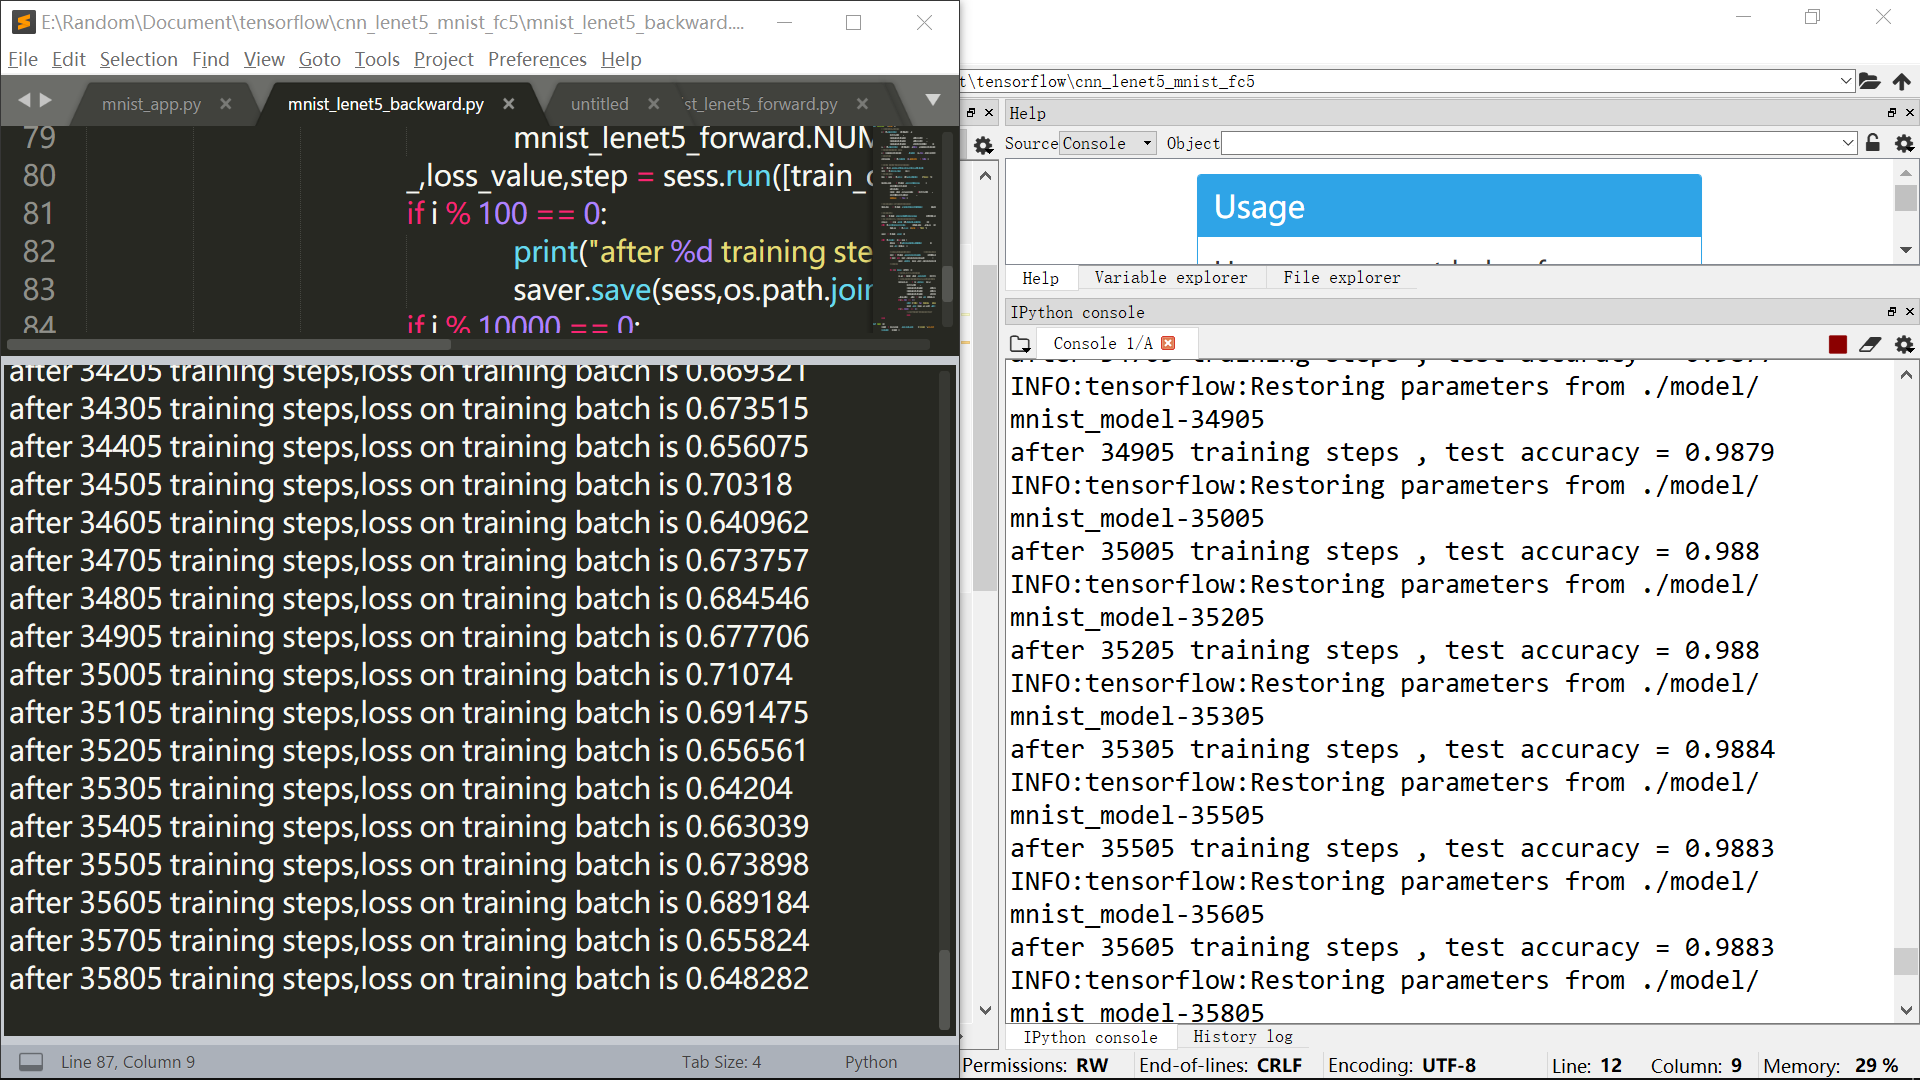 E:\Random\Document\tensorflow\cnn_lenet5_mnist_fc5\mnist_lenet5_backward....
File Edit Selection Find View Goto Tools Project Preferences Help
mnist_app.py
mnist_lenet5_backward.py
untitled
st_lenet5_forward.py
79 mnist_lenet5_forward.NUM
80 _,loss_value,step = sess.run([train_
81 if i % 100 == 0:
82 print("after %d training ste
83 saver.save(sess,os.path.join
84 if i % 10000 == 0:
after 34205 training steps,loss on training batch is 0.669321
after 34305 training steps,loss on training batch is 0.673515
after 34405 training steps,loss on training batch is 0.656075
after 34505 training steps,loss on training batch is 0.70318
after 34605 training steps,loss on training batch is 0.640962
after 34705 training steps,loss on training batch is 0.673757
after 34805 training steps,loss on training batch is 0.684546
after 34905 training steps,loss on training batch is 0.677706
after 35005 training steps,loss on training batch is 0.71074
after 35105 training steps,loss on training batch is 0.691475
after 35205 training steps,loss on training batch is 0.656561
after 35305 training steps,loss on training batch is 0.64204
after 35405 training steps,loss on training batch is 0.663039
after 35505 training steps,loss on training batch is 0.673898
after 35605 training steps,loss on training batch is 0.689184
after 35705 training steps,loss on training batch is 0.655824
after 35805 training steps,loss on training batch is 0.648282
Line 87, Column 9
Tab Size: 4
Python
t\tensorflow\cnn_lenet5_mnist_fc5
Help
Source Console Object
Usage
Help Variable explorer File explorer
IPython console
Console 1/A
training steps , test accuracy =
INFO:tensorflow:Restoring parameters from ./model/
mnist_model-34905
after 34905 training steps , test accuracy = 0.9879
INFO:tensorflow:Restoring parameters from ./model/
mnist_model-35005
after 35005 training steps , test accuracy = 0.988
INFO:tensorflow:Restoring parameters from ./model/
mnist_model-35205
after 35205 training steps , test accuracy = 0.988
INFO:tensorflow:Restoring parameters from ./model/
mnist_model-35305
after 35305 training steps , test accuracy = 0.9884
INFO:tensorflow:Restoring parameters from ./model/
mnist_model-35505
after 35505 training steps , test accuracy = 0.9883
INFO:tensorflow:Restoring parameters from ./model/
mnist_model-35605
after 35605 training steps , test accuracy = 0.9883
INFO:tensorflow:Restoring parameters from ./model/
mnist_model-35805
IPython console History log
Permissions: RW End-of-lines: CRLF Encoding: UTF-8 Line: 12 Column: 9 Memory: 29 %